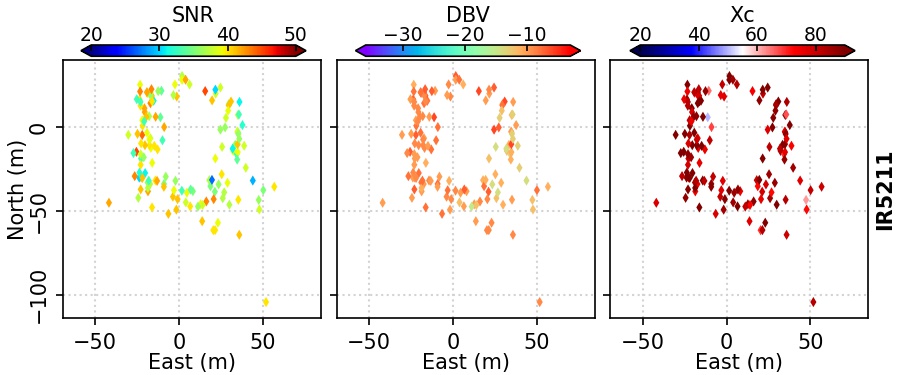 SNR DBV Xc
20 30 40 50 −30 −20 −10 20 40 60 80
0
−50
−100
North (m)
−50 0 50 −50 0 50 −50 0 50
East (m) East (m) East (m)
IR5211